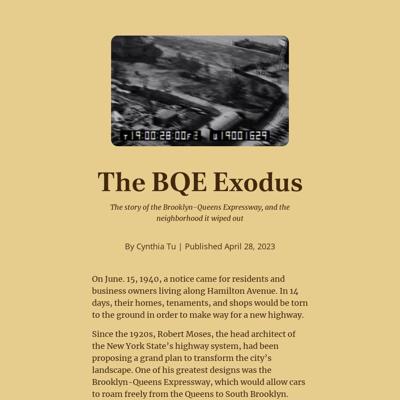 19:00:28:00
19001629
The BQE Exodus
The story of the Brooklyn-Queens Expressway, and the
neighborhood it wiped out
By Cynthia Tu | Published April 28, 2023
On June. 15, 1940, a notice came for residents and
business owners living along Hamilton Avenue. In 14
days, their homes, tenaments, and shops would be torn
to the ground in order to make way for a new highway.
Since the 1920s, Robert Moses, the head architect of
the New York State's highway system, had been
proposing a grand plan to transform the city's
landscape. One of his greatest designs was the
Brooklyn-Queens Expressway, which would allow cars
to roam freely from the Queens to South Brooklyn.